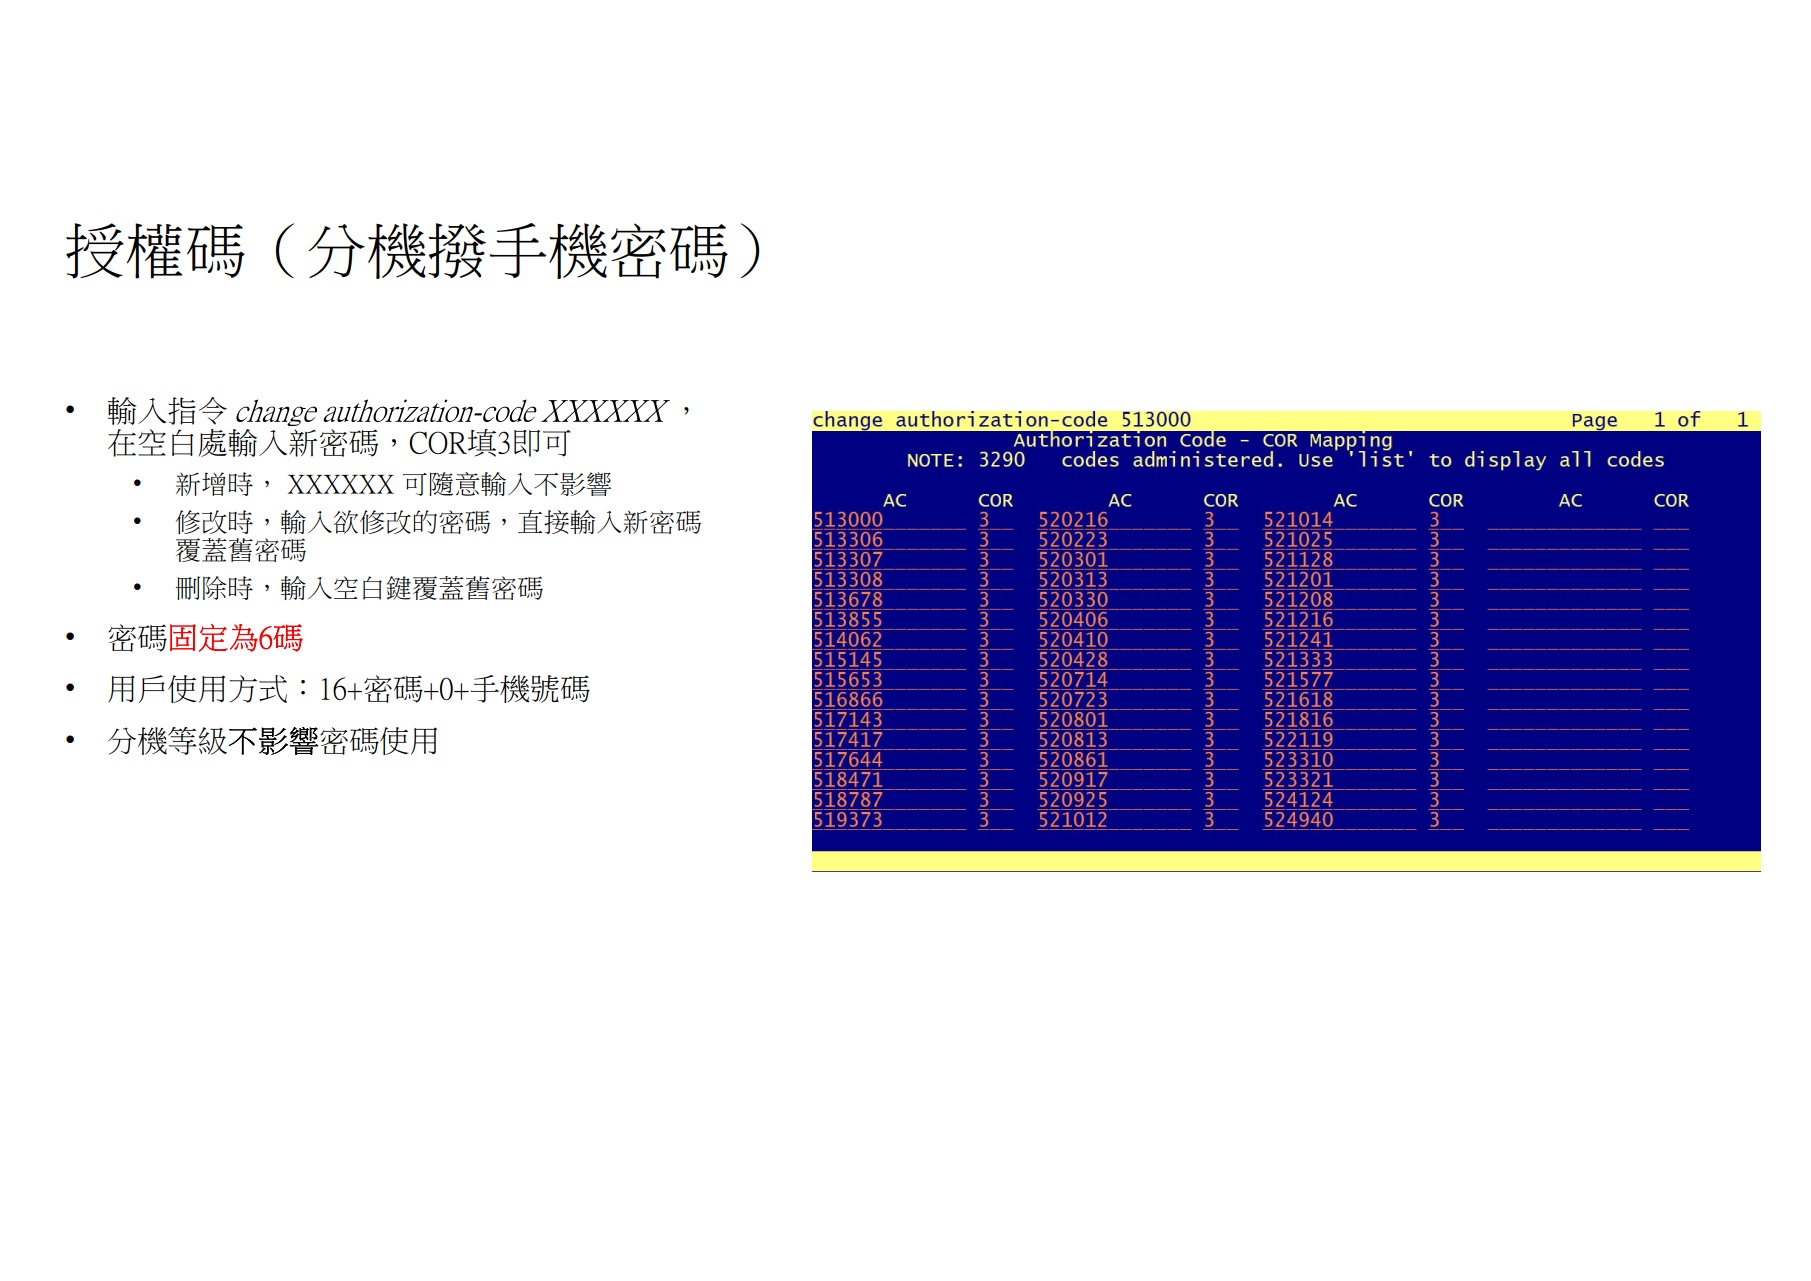 授權碼（分機撥手機密碼）
• 輸入指令 change authorization-code XXXXXX，
在空白處輸入新密碼，COR填3即可
• 新增時， XXXXXX 可隨意輸入不影響
• 修改時，輸入欲修改的密碼，直接輸入新密碼
覆蓋舊密碼
• 刪除時，輸入空白鍵覆蓋舊密碼
• 密碼固定為6碼
• 用戶使用方式：16+密碼+0+手機號碼
• 分機等級不影響密碼使用
change authorization-code 513000 Page 1 of 1
Authorization Code - COR Mapping
NOTE: 3290 codes administered. Use 'list' to display all codes
AC COR AC COR AC COR AC COR
513000 3 520216 3 521014 3
513306 3 520223 3 521025 3
513307 3 520301 3 521128 3
513308 3 520313 3 521201 3
513678 3 520330 3 521208 3
513855 3 520406 3 521216 3
514062 3 520410 3 521241 3
515145 3 520428 3 521333 3
515653 3 520714 3 521577 3
516866 3 520723 3 521618 3
517143 3 520801 3 521816 3
517417 3 520813 3 522119 3
517644 3 520861 3 523310 3
518471 3 520917 3 523321 3
518787 3 520925 3 524124 3
519373 3 521012 3 524940 3